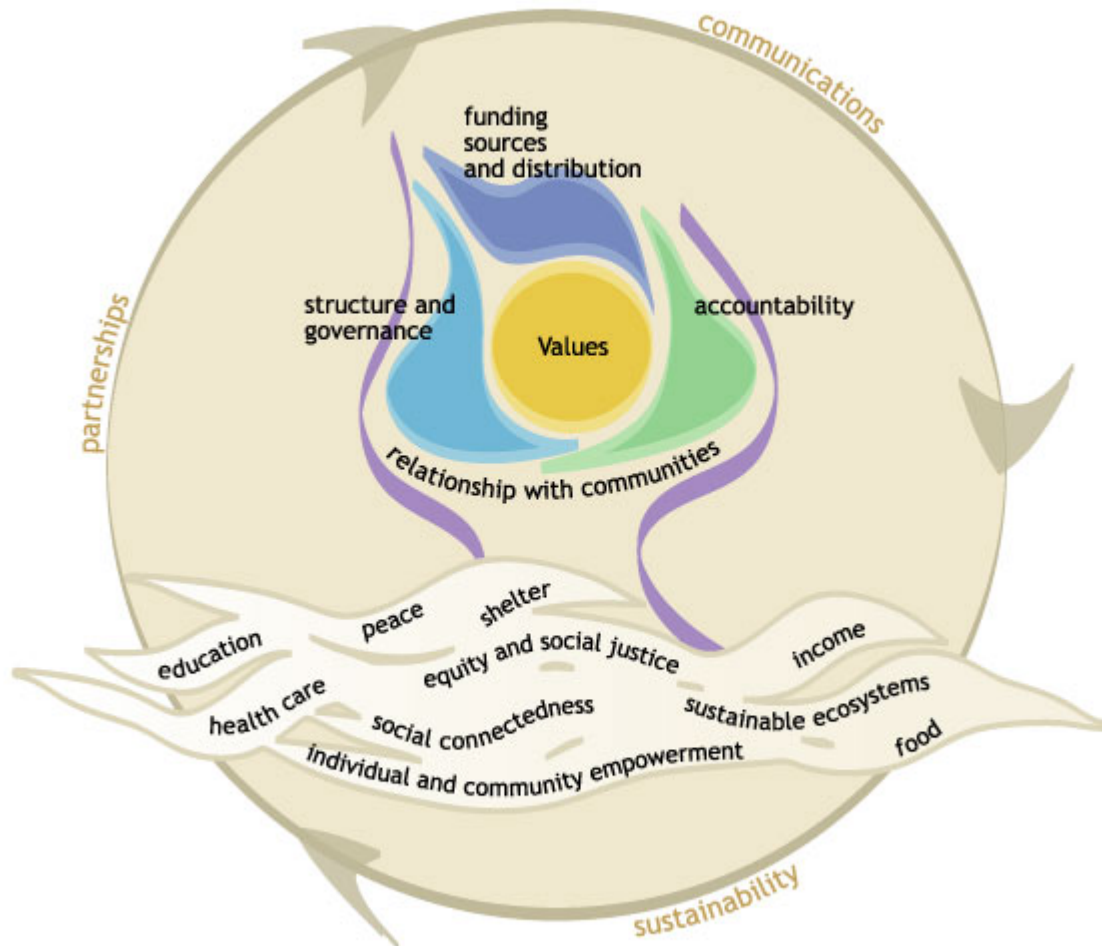 communications
funding
sources
and distribution
partnerships
structure and
governance
accountability
Values
relationship with communities
shelter
peace
education
equity and social justice
income
health care
social connectedness
sustainable ecosystems
individual and community empowerment
food
sustainability